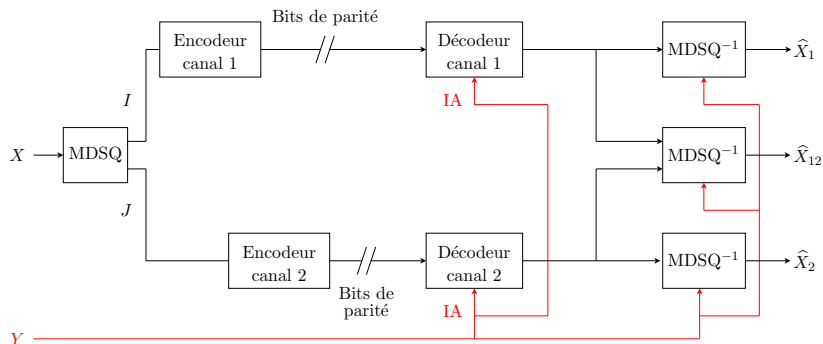 Bits de parité
Encodeur
canal 1
Décodeur
canal 1
MDSQ⁻¹
X̂₁
I
IA
X
MDSQ
MDSQ⁻¹
X̂₁₂
J
Encodeur
canal 2
Décodeur
canal 2
MDSQ⁻¹
X̂₂
Bits de
parité
IA
Y